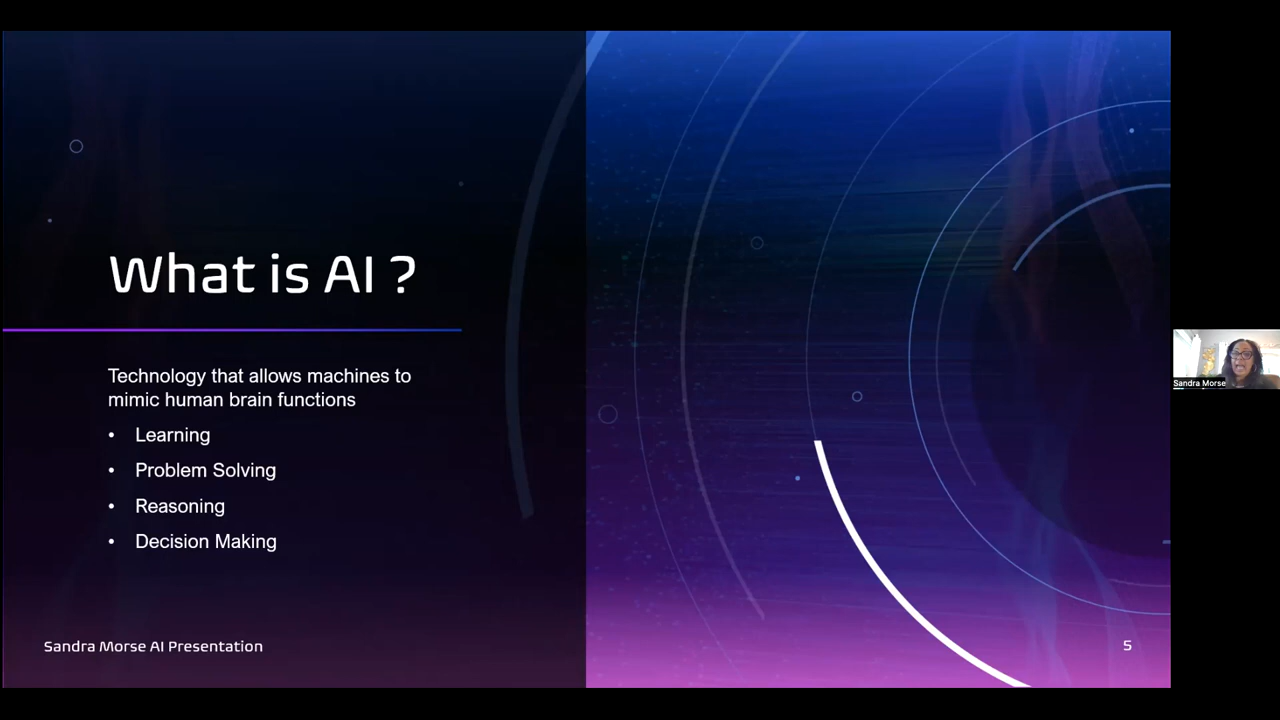 What is AI ?
Technology that allows machines to
mimic human brain functions
• Learning
• Problem Solving
• Reasoning
• Decision Making
Sandra Morse AI Presentation
5
Sandra Morse